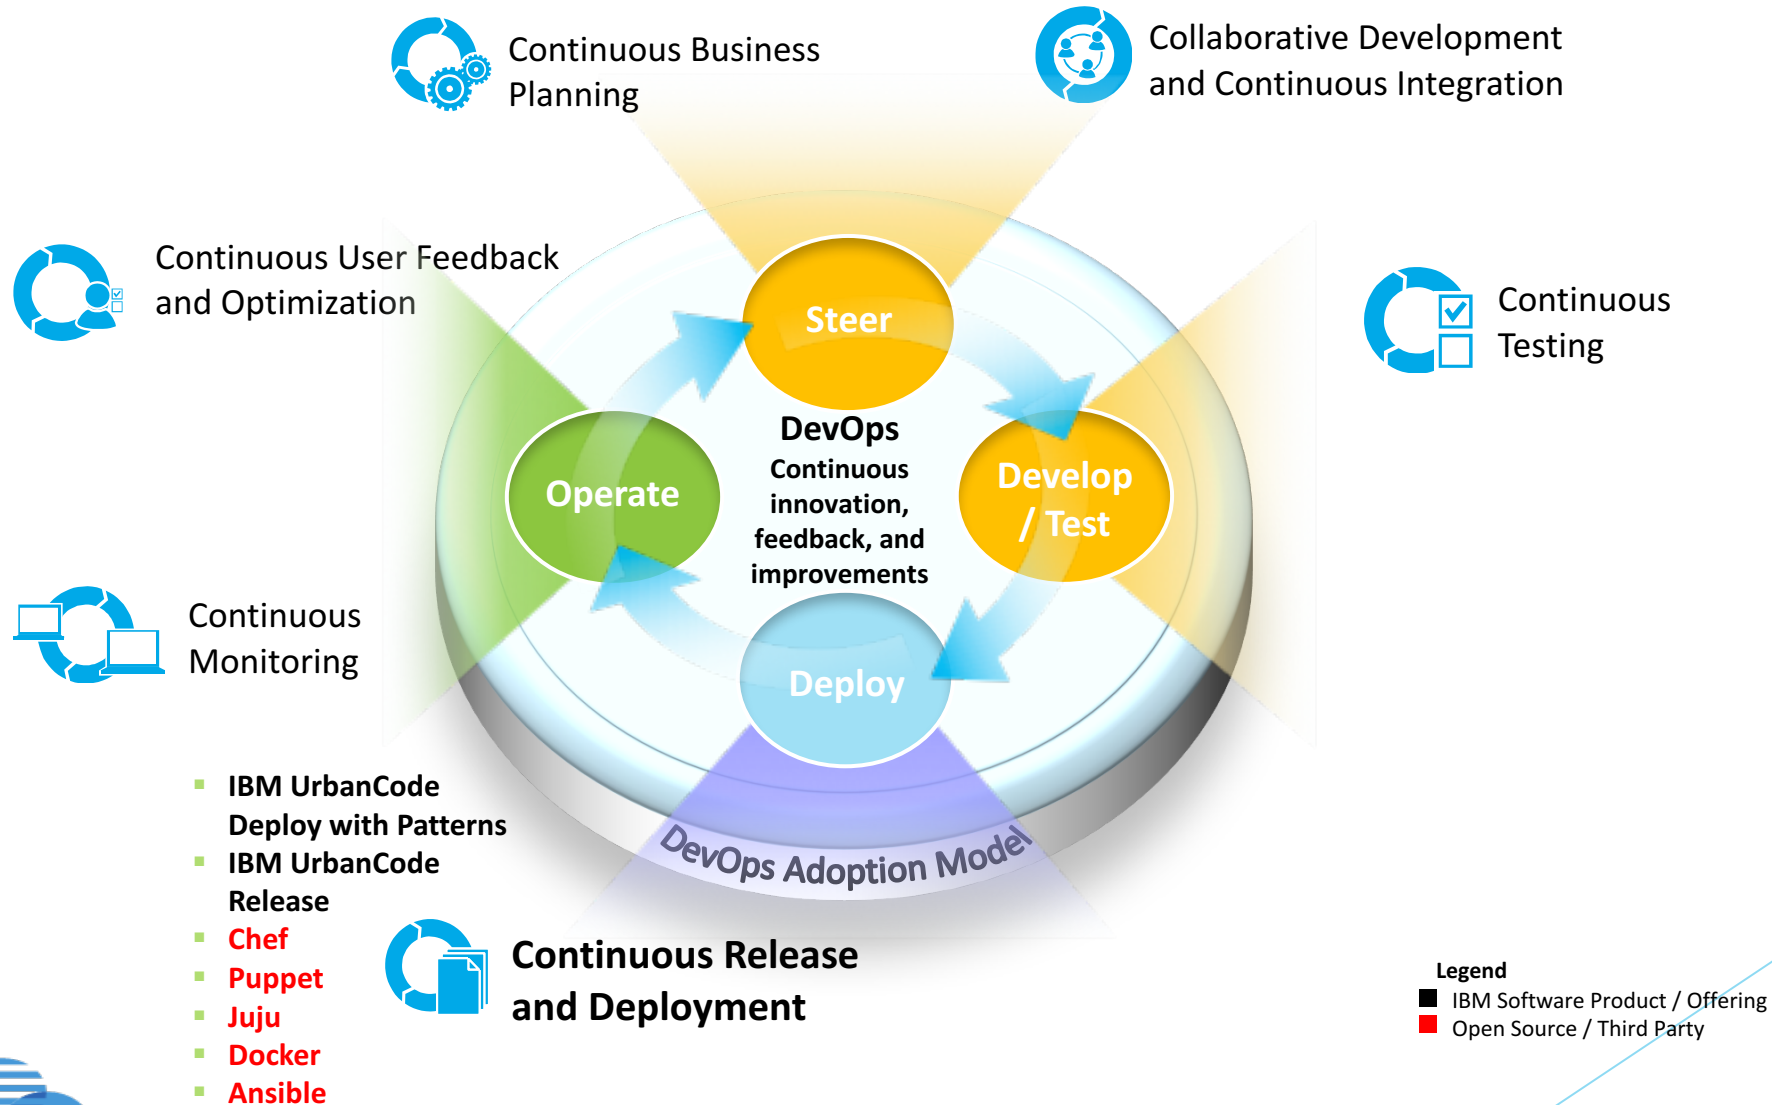 Continuous Business
Planning
Collaborative Development
and Continuous Integration
Continuous User Feedback
and Optimization
Continuous
Testing
Steer
DevOps
Continuous
innovation,
feedback, and
improvements
Operate
Develop
/ Test
Deploy
Continuous
Monitoring
IBM UrbanCode
Deploy with Patterns
IBM UrbanCode
Release
Chef
Puppet
Juju
Docker
Ansible
DevOps Adoption Model
Continuous Release
and Deployment
Legend
IBM Software Product / Offering
Open Source / Third Party